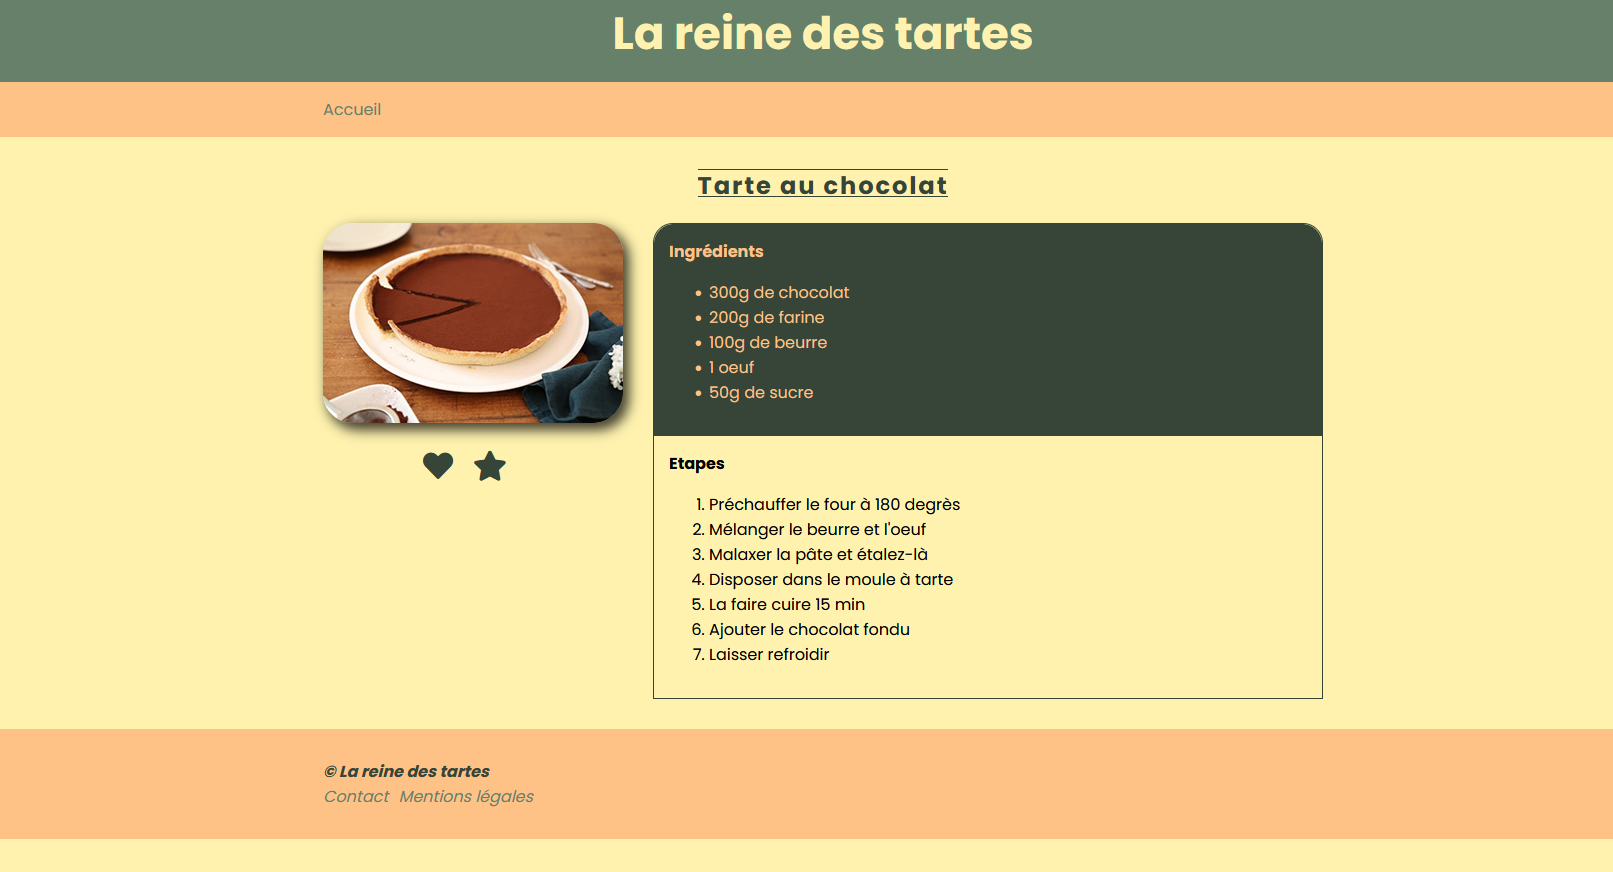 La reine des tartes
Accueil
Tarte au chocolat
Ingrédients
• 300g de chocolat
• 200g de farine
• 100g de beurre
• 1 oeuf
• 50g de sucre
Etapes
1. Préchauffer le four à 180 degrès
2. Mélanger le beurre et l'oeuf
3. Malaxer la pâte et étalez-là
4. Disposer dans le moule à tarte
5. La faire cuire 15 min
6. Ajouter le chocolat fondu
7. Laisser refroidir
© La reine des tartes
Contact Mentions légales